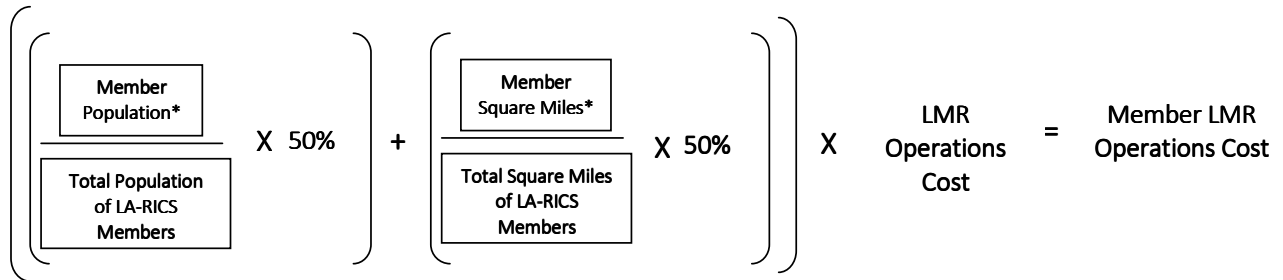 Member
Population*
Total Population
of LA-RICS
Members
X 50%
+
Member
Square Miles*
Total Square Miles
of LA-RICS
Members
X 50%
X
LMR
Operations
Cost
=
Member LMR
Operations Cost